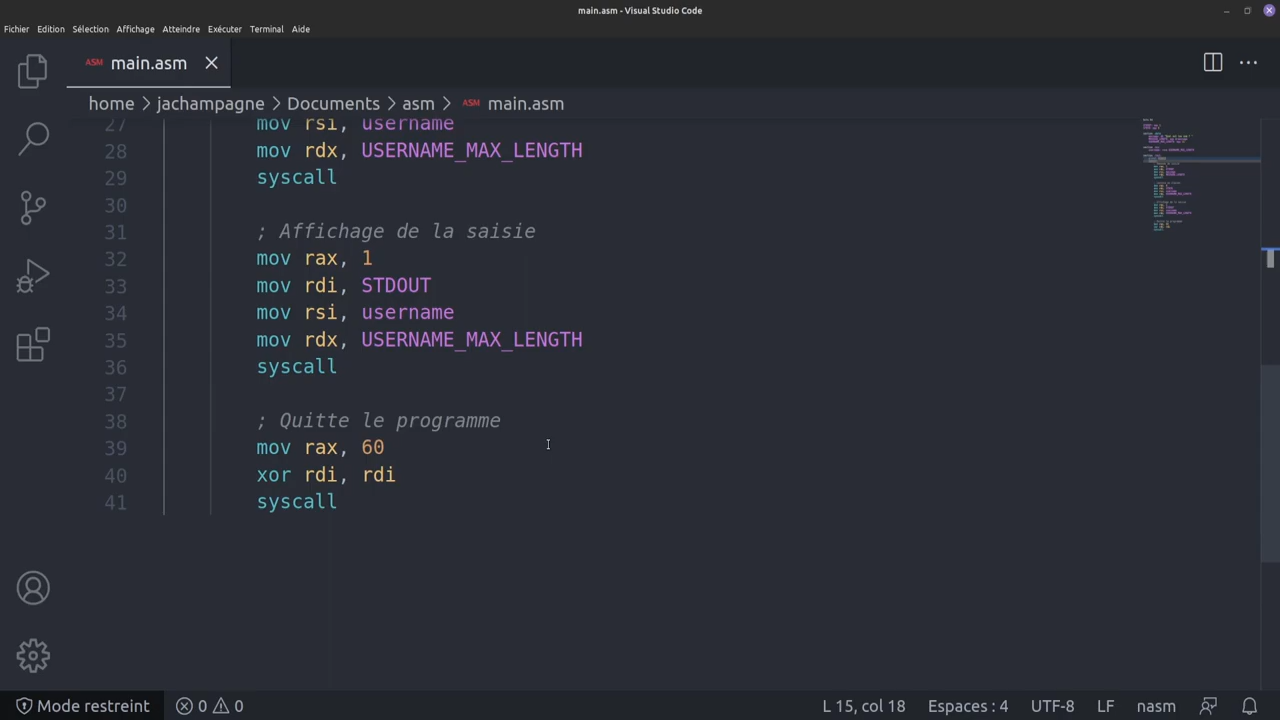 main.asm - Visual Studio Code
Fichier Edition Sélection Affichage Atteindre Exécuter Terminal Aide
ASM main.asm
home > jachampagne > Documents > asm > ASM main.asm
27 mov rsi, username
28 mov rdx, USERNAME_MAX_LENGTH
29 syscall
30
31 ; Affichage de la saisie
32 mov rax, 1
33 mov rdi, STDOUT
34 mov rsi, username
35 mov rdx, USERNAME_MAX_LENGTH
36 syscall
37
38 ; Quitte le programme
39 mov rax, 60
40 xor rdi, rdi
41 syscall
Mode restreint 0 0 L 15, col 18 Espaces : 4 UTF-8 LF nasm